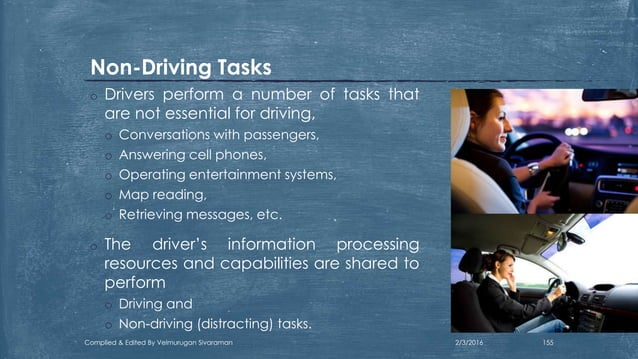 Non-Driving Tasks
o Drivers perform a number of tasks that
are not essential for driving,
o Conversations with passengers,
o Answering cell phones,
o Operating entertainment systems,
o Map reading,
o Retrieving messages, etc.
o The driver's information processing
resources and capabilities are shared to
perform
o Driving and
o Non-driving (distracting) tasks.
Complied & Edited By Velmurugan Sivaraman 2/3/2016 155